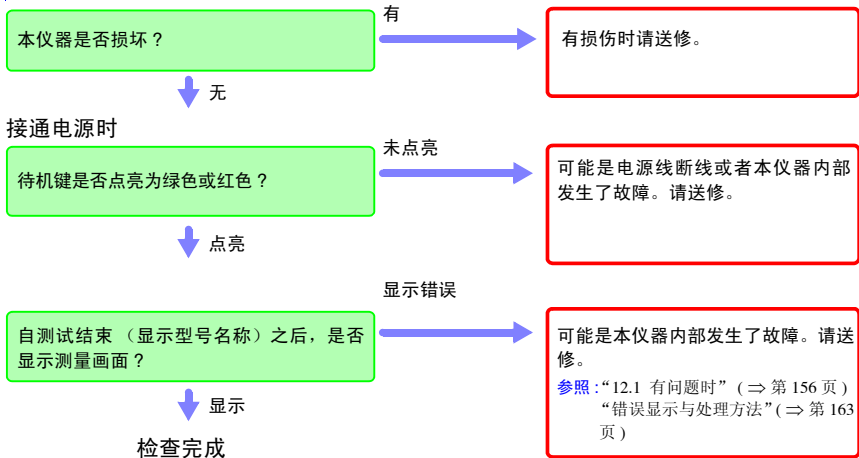 有
本仪器是否损坏？
有损伤时请送修。
无
接通电源时
未点亮
待机键是否点亮为绿色或红色？
可能是电源线断线或者本仪器内部
发生了故障。请送修。
点亮
显示错误
自测试结束 （显示型号名称）之后，是否
显示测量画面？
可能是本仪器内部发生了故障。请送
修。
参照：“12.1 有问题时” ( ⇒ 第 156 页 )
“错误显示与处理方法”( ⇒ 第 163
页 )
显示
检查完成